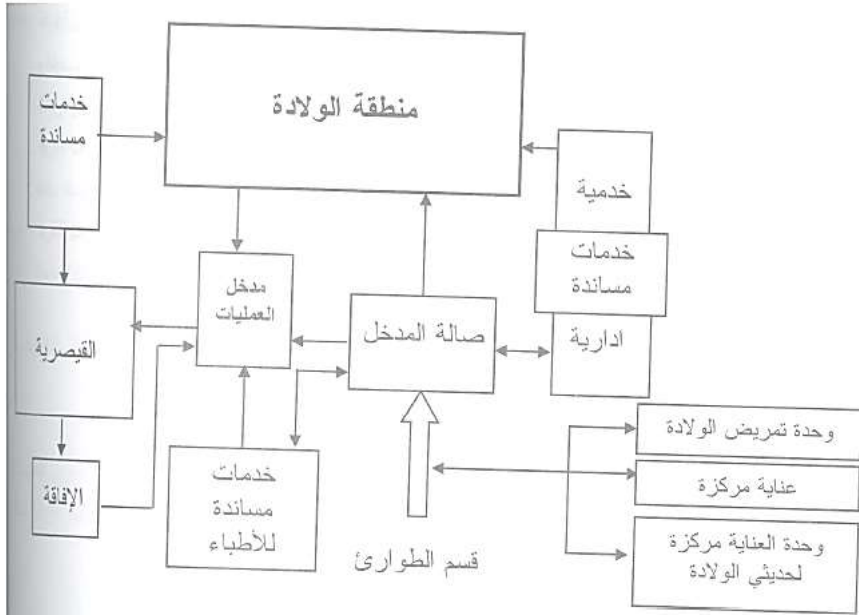 خدمات
مساندة
منطقة الولادة
خدمية
خدمات
مساندة
ادارية
مدخل
العمليات
صالة المدخل
القيصرية
الإفاقة
خدمات
مساندة
للأطباء
قسم الطوارئ
وحدة تمريض الولادة
عناية مركزة
وحدة العناية مركزة
لحديثي الولادة